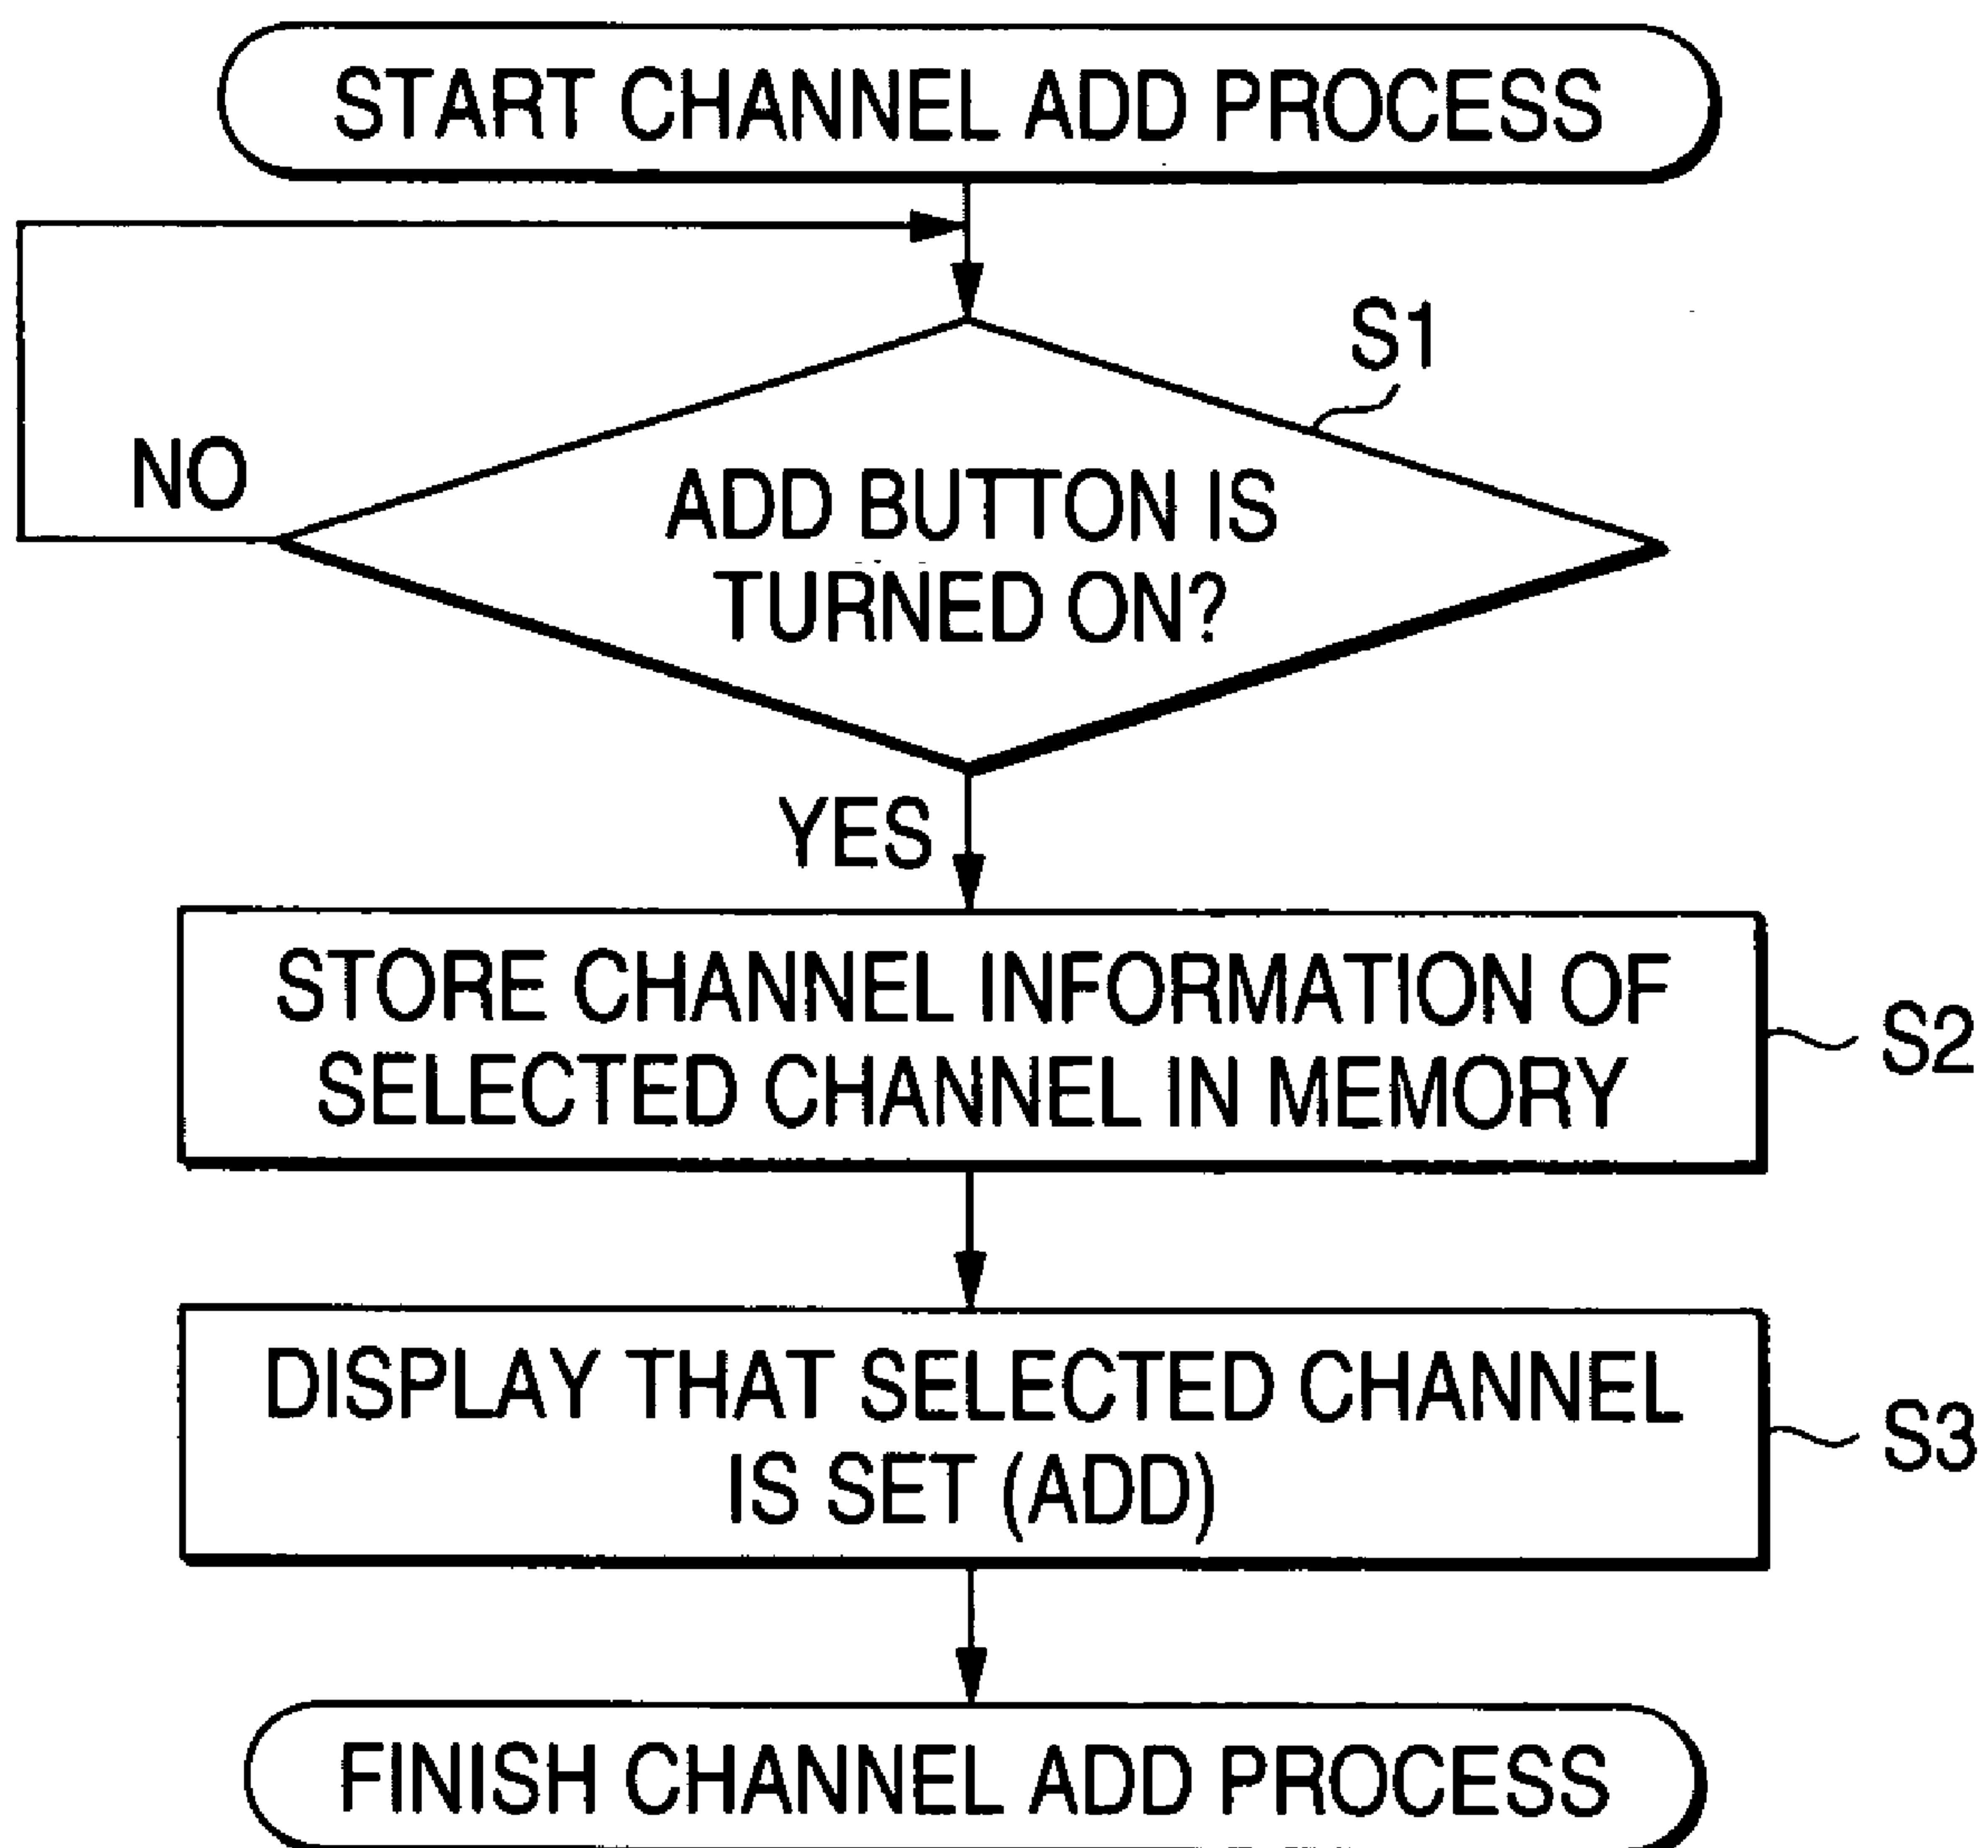 START CHANNEL ADD PROCESS
S1
NO
ADD BUTTON IS
TURNED ON?
YES
STORE CHANNEL INFORMATION OF
SELECTED CHANNEL IN MEMORY
S2
DISPLAY THAT SELECTED CHANNEL
IS SET (ADD)
S3
FINISH CHANNEL ADD PROCESS